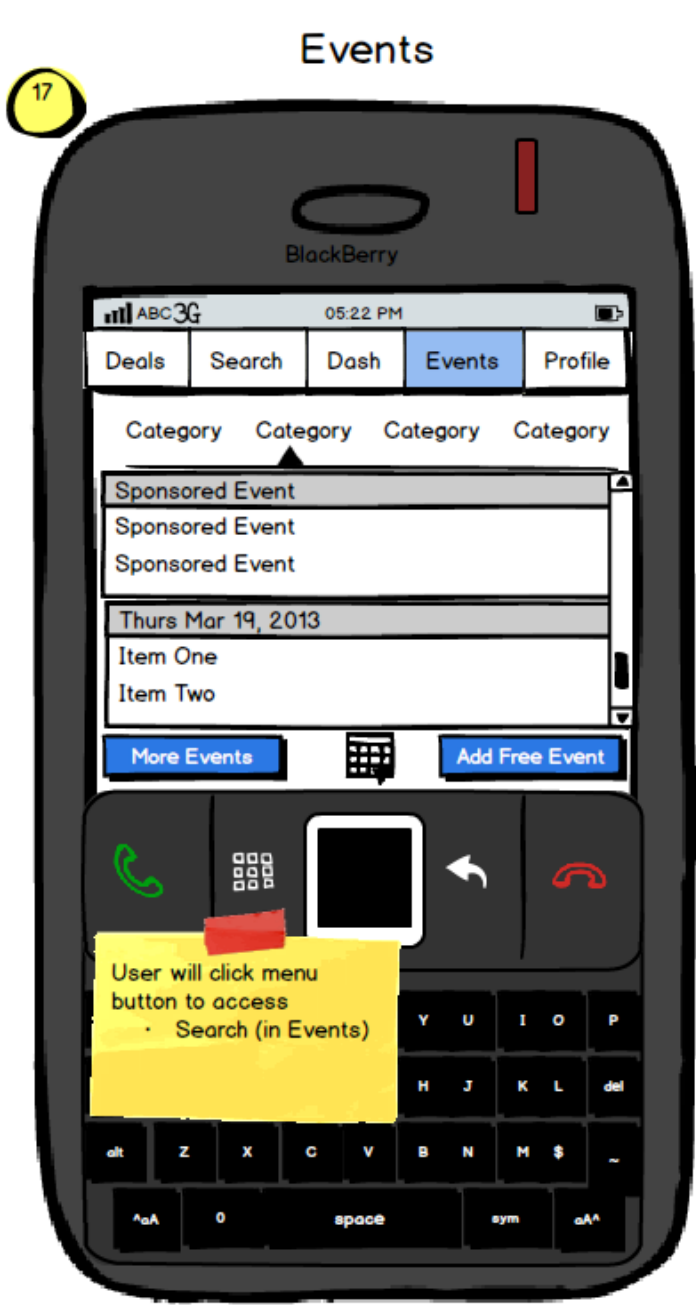 Events
17
BlackBerry
ABC 3G 05:22 PM
Deals Search Dash Events Profile
Category Category Category Category
Sponsored Event
Sponsored Event
Sponsored Event
Thurs Mar 19, 2013
Item One
Item Two
More Events Add Free Event
User will click menu
button to access
· Search (in Events)
Y U I O P
H J K L del
alt Z X C V B N M $ ~
^aA 0 space sym aA^